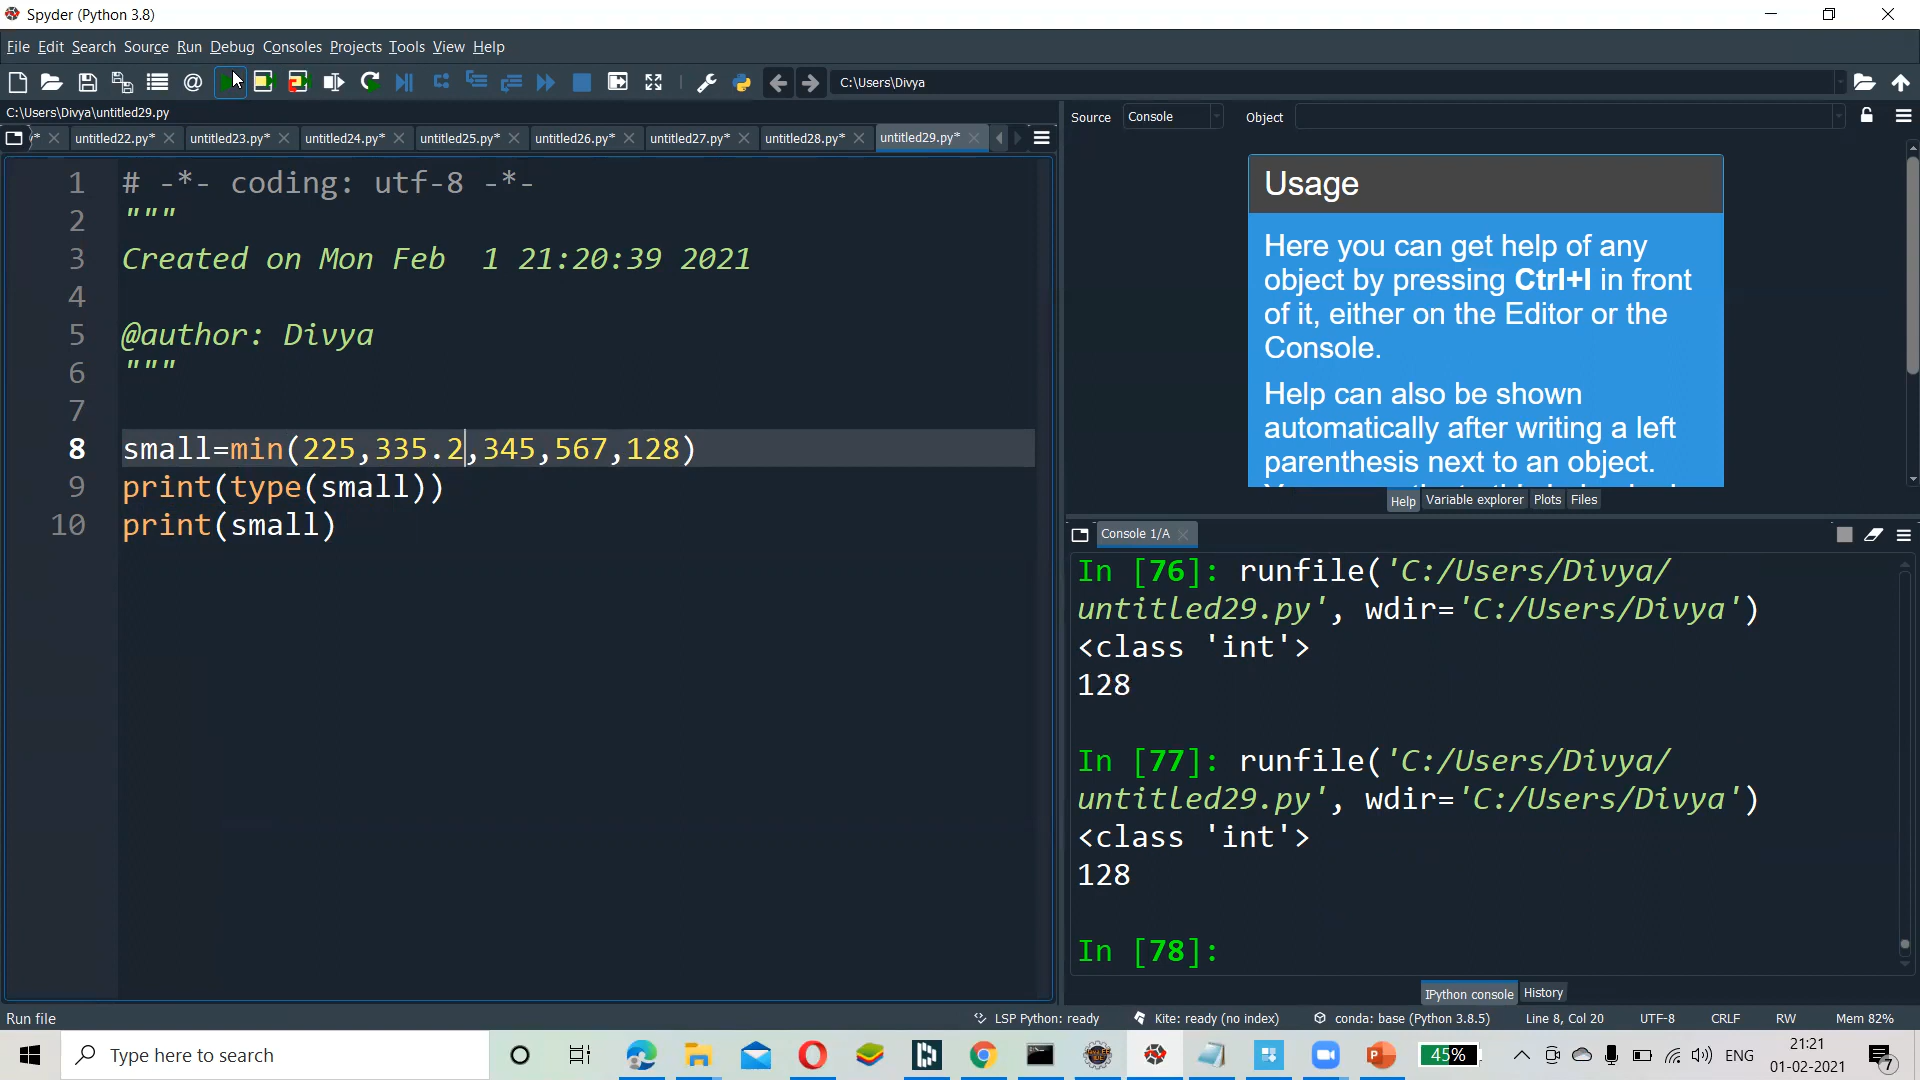 Spyder (Python 3.8)
File Edit Search Source Run Debug Consoles Projects Tools View Help
C:\Users\Divya
C:\Users\Divya\untitled29.py
untitled22.py* untitled23.py* untitled24.py* untitled25.py* untitled26.py* untitled27.py* untitled28.py* untitled29.py*
Source Console Object
1 # -*- coding: utf-8 -*-
2 """
3 Created on Mon Feb  1 21:20:39 2021
4
5 @author: Divya
6 """
7
8 small=min(225,335.2,345,567,128)
9 print(type(small))
10 print(small)
Usage
Here you can get help of any
object by pressing Ctrl+I in front
of it, either on the Editor or the
Console.
Help can also be shown
automatically after writing a left
parenthesis next to an object.
Help Variable explorer Plots Files
Console 1/A
In [76]: runfile('C:/Users/Divya/
untitled29.py', wdir='C:/Users/Divya')
<class 'int'>
128
In [77]: runfile('C:/Users/Divya/
untitled29.py', wdir='C:/Users/Divya')
<class 'int'>
128
In [78]:
IPython console History
Run file LSP Python: ready Kite: ready (no index) conda: base (Python 3.8.5) Line 8, Col 20 UTF-8 CRLF RW Mem 82%
Type here to search
45%
ENG
21:21
01-02-2021
7